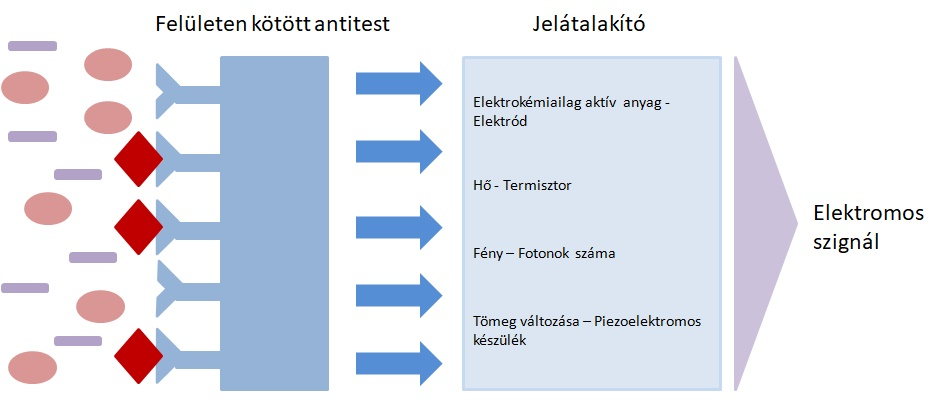 Felületen kötött antitest
Jelátalakító
Elektrokémiailag aktív anyag -
Elektród
Hő - Termisztor
Fény – Fotonok száma
Tömeg változása – Piezoelektromos
készülék
Elektromos
szignál